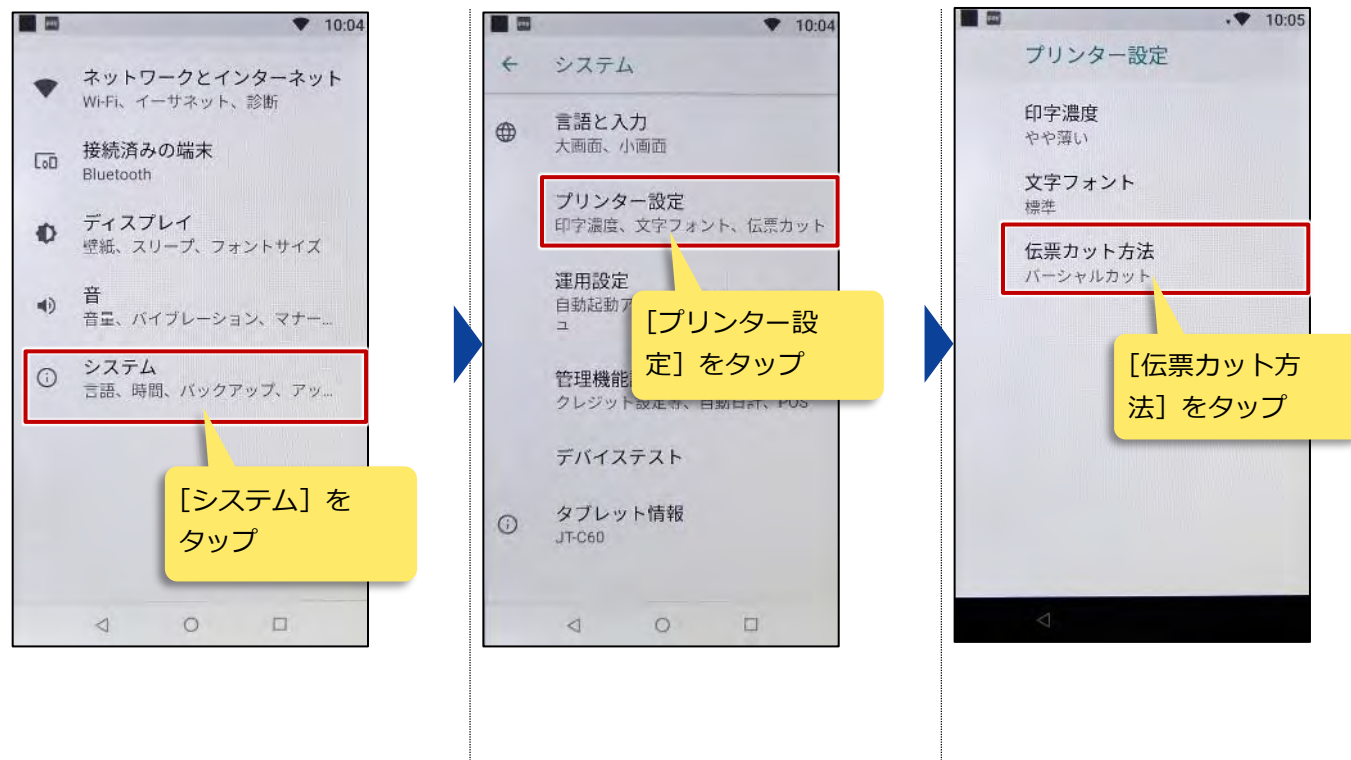 10:04
ネットワークとインターネット
Wi-Fi、イーサネット、診断
接続済みの端末
Bluetooth
ディスプレイ
壁紙、スリープ、フォントサイズ
音
音量、バイブレーション、マナー...
システム
言語、時間、バックアップ、アッ...
[システム] を
タップ
10:04
システム
言語と入力
大画面、小画面
プリンター設定
印字濃度、文字フォント、伝票カット
運用設定
自動起動ア
ュ
管理機能
クレジット設定等、自動日計、POS
デバイステスト
タブレット情報
JT-C60
[プリンター設
定] をタップ
10:05
プリンター設定
印字濃度
やや薄い
文字フォント
標準
伝票カット方法
パーシャルカット
[伝票カット方
法] をタップ